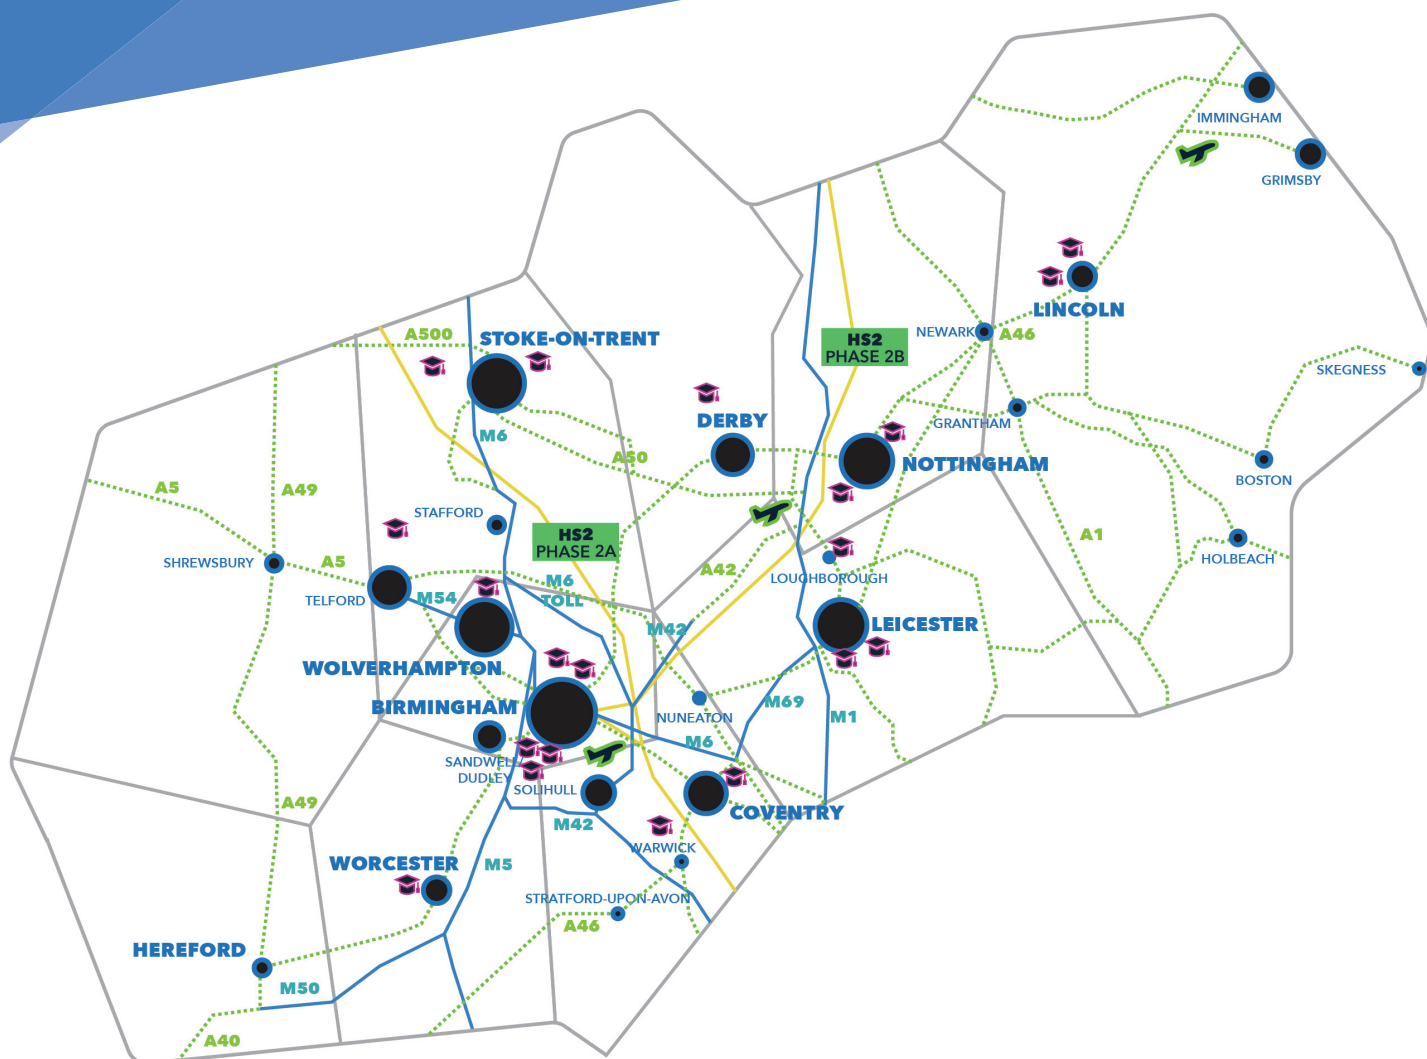 IMMINGHAM
GRIMSBY
LINCOLN
NEWARK
A46
A500
STOKE-ON-TRENT
HS2
PHASE 2B
SKEGNESS
DERBY
GRANTHAM
M6
A50
NOTTINGHAM
BOSTON
A5
A49
STAFFORD
HS2
PHASE 2A
A1
HOLBEACH
SHREWSBURY
A5
TELFORD
M54
M6
TOLL
A42
LOUGHBOROUGH
M42
LEICESTER
WOLVERHAMPTON
BIRMINGHAM
NUNEATON
M69
M1
M6
SANDWELL/
DUDLEY
SOLIHULL
A49
M42
COVENTRY
WARWICK
WORCESTER
M5
STRATFORD-UPON-AVON
A46
HEREFORD
M50
A40